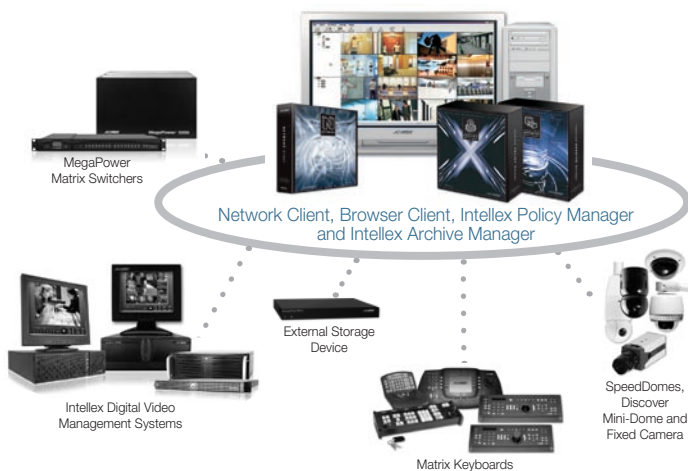 MegaPower
Matrix Switchers
Network Client, Browser Client, Intellex Policy Manager
and Intellex Archive Manager
External Storage
Device
Intellex Digital Video
Management Systems
SpeedDomes,
Discover
Mini-Dome and
Fixed Camera
Matrix Keyboards